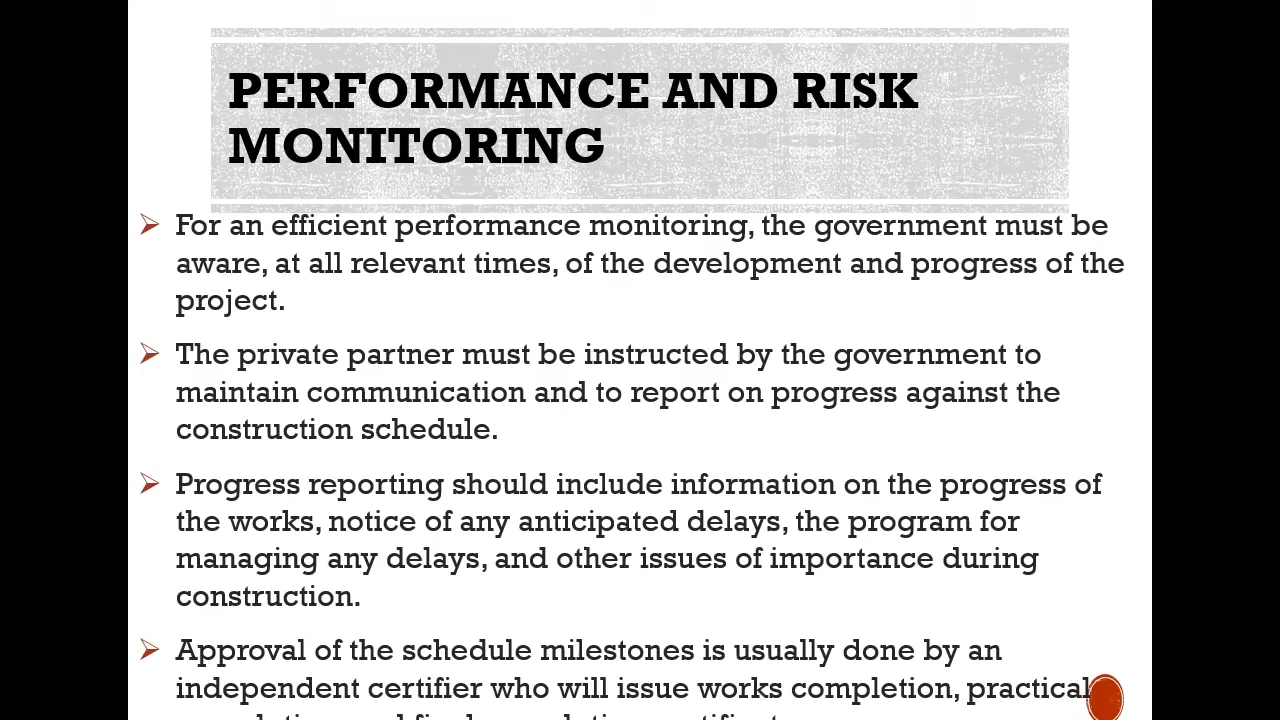 PERFORMANCE AND RISK
MONITORING
For an efficient performance monitoring, the government must be
aware, at all relevant times, of the development and progress of the
project.
The private partner must be instructed by the government to
maintain communication and to report on progress against the
construction schedule.
Progress reporting should include information on the progress of
the works, notice of any anticipated delays, the program for
managing any delays, and other issues of importance during
construction.
Approval of the schedule milestones is usually done by an
independent certifier who will issue works completion, practical